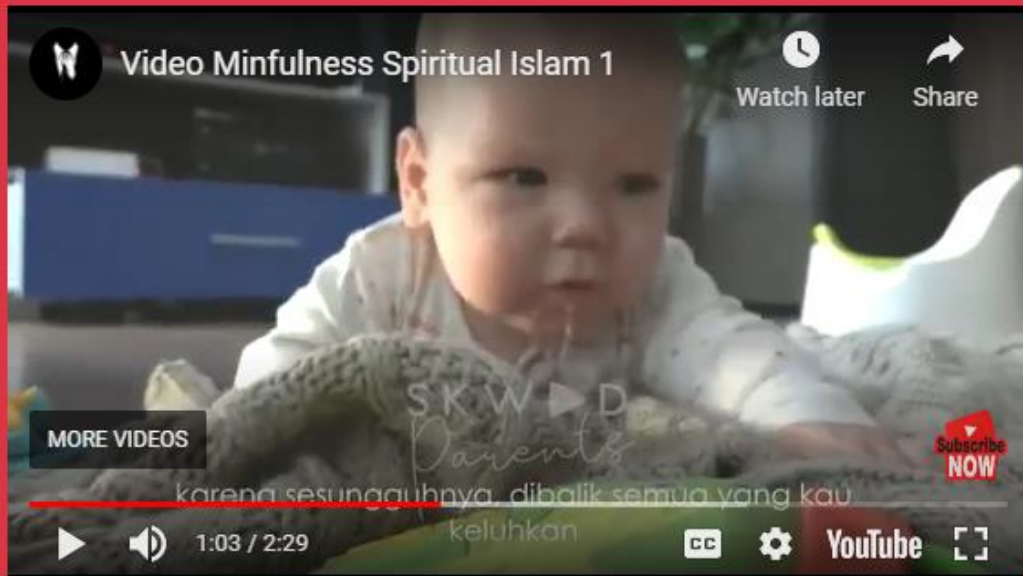 Video Minfulness Spiritual Islam 1
Watch later
Share
SKWAD
Parents
MORE VIDEOS
Subscribe
NOW
karena sesungguhnya, dibalik semua yang kau
keluhkan
1:03 / 2:29
CC
YouTube